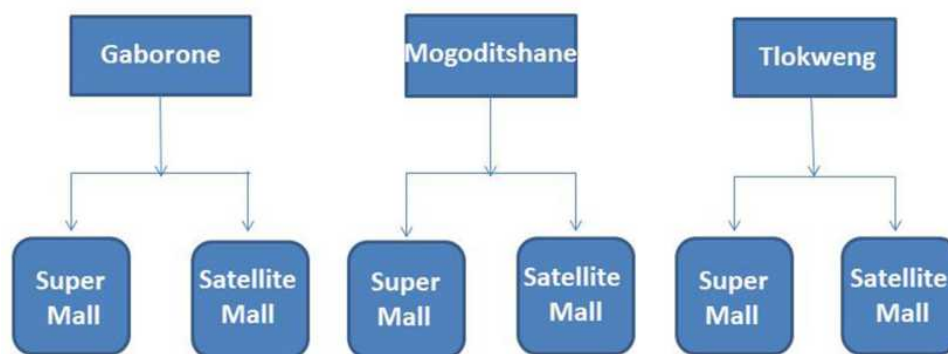 Gaborone
Mogoditshane
Tlokweng
Super
Mall
Satellite
Mall
Super
Mall
Satellite
Mall
Super
Mall
Satellite
Mall